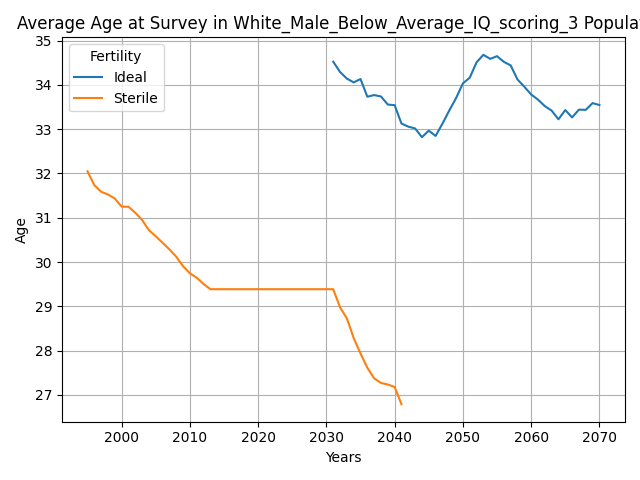 Average Age at Survey in White_Male_Below_Average_IQ_scoring_3 Popula
Fertility
Ideal
Sterile
35
34
33
32
31
30
29
28
27
Age
2000 2010 2020 2030 2040 2050 2060 2070
Years